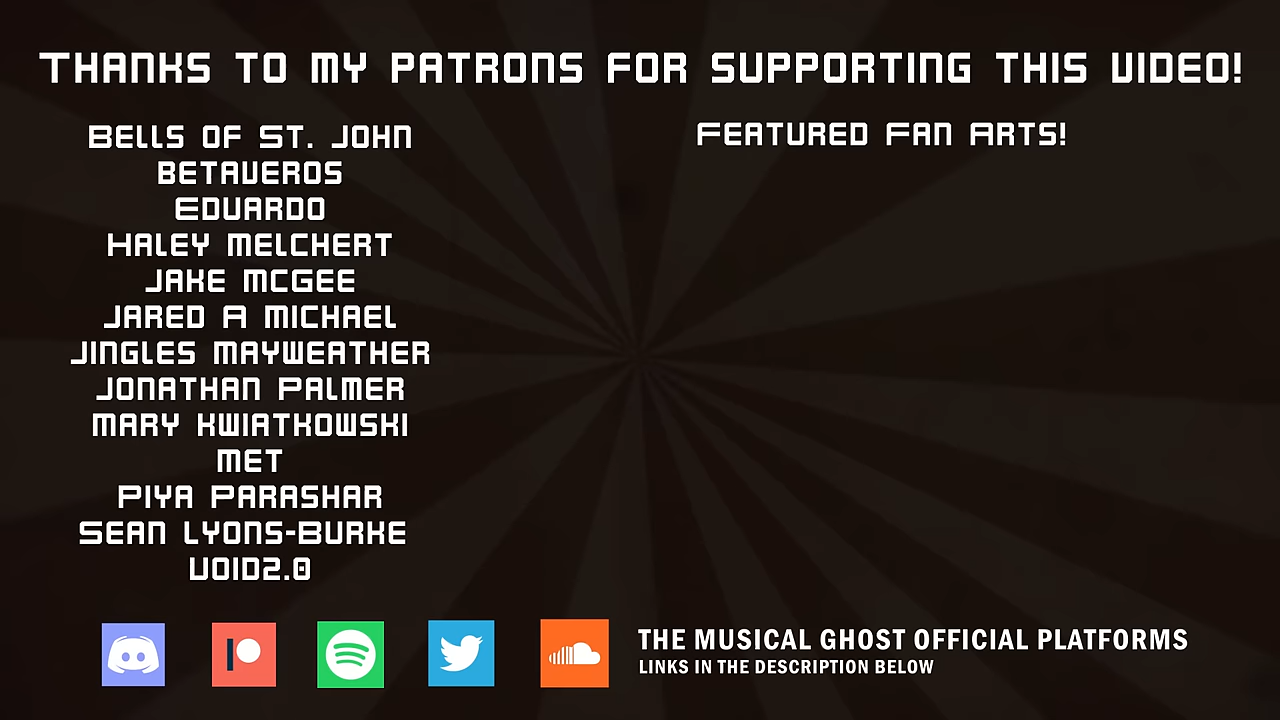 THANKS TO MY PATRONS FOR SUPPORTING THIS VIDEO!
BELLS OF ST. JOHN
BETAVEROS
EDUARDO
HALEY MELCHERT
JAKE MCGEE
JARED A MICHAEL
JINGLES MAYWEATHER
JONATHAN PALMER
MARY KWIATKOWSKI
MET
PIYA PARASHAR
SEAN LYONS-BURKE
VOID2.0
FEATURED FAN ARTS!
THE MUSICAL GHOST OFFICIAL PLATFORMS
LINKS IN THE DESCRIPTION BELOW